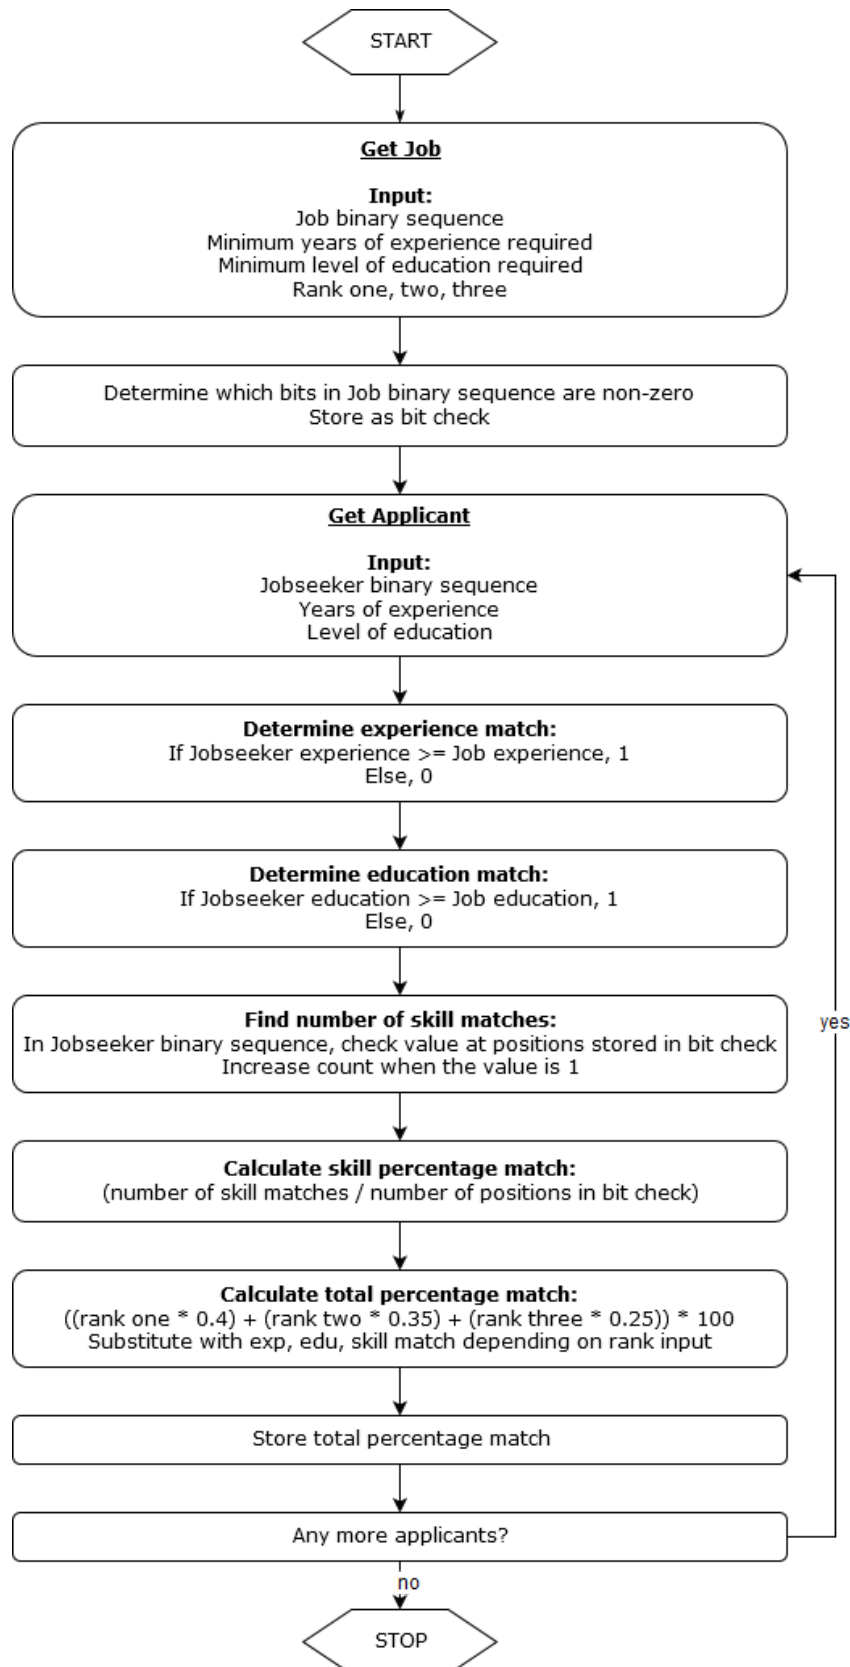 START
Get Job
Input:
Job binary sequence
Minimum years of experience required
Minimum level of education required
Rank one, two, three
Determine which bits in Job binary sequence are non-zero
Store as bit check
Get Applicant
Input:
Jobseeker binary sequence
Years of experience
Level of education
Determine experience match:
If Jobseeker experience >= Job experience, 1
Else, 0
Determine education match:
If Jobseeker education >= Job education, 1
Else, 0
Find number of skill matches:
In Jobseeker binary sequence, check value at positions stored in bit check
Increase count when the value is 1
yes
Calculate skill percentage match:
(number of skill matches / number of positions in bit check)
Calculate total percentage match:
((rank one * 0.4) + (rank two * 0.35) + (rank three * 0.25)) * 100
Substitute with exp, edu, skill match depending on rank input
Store total percentage match
Any more applicants?
no
STOP